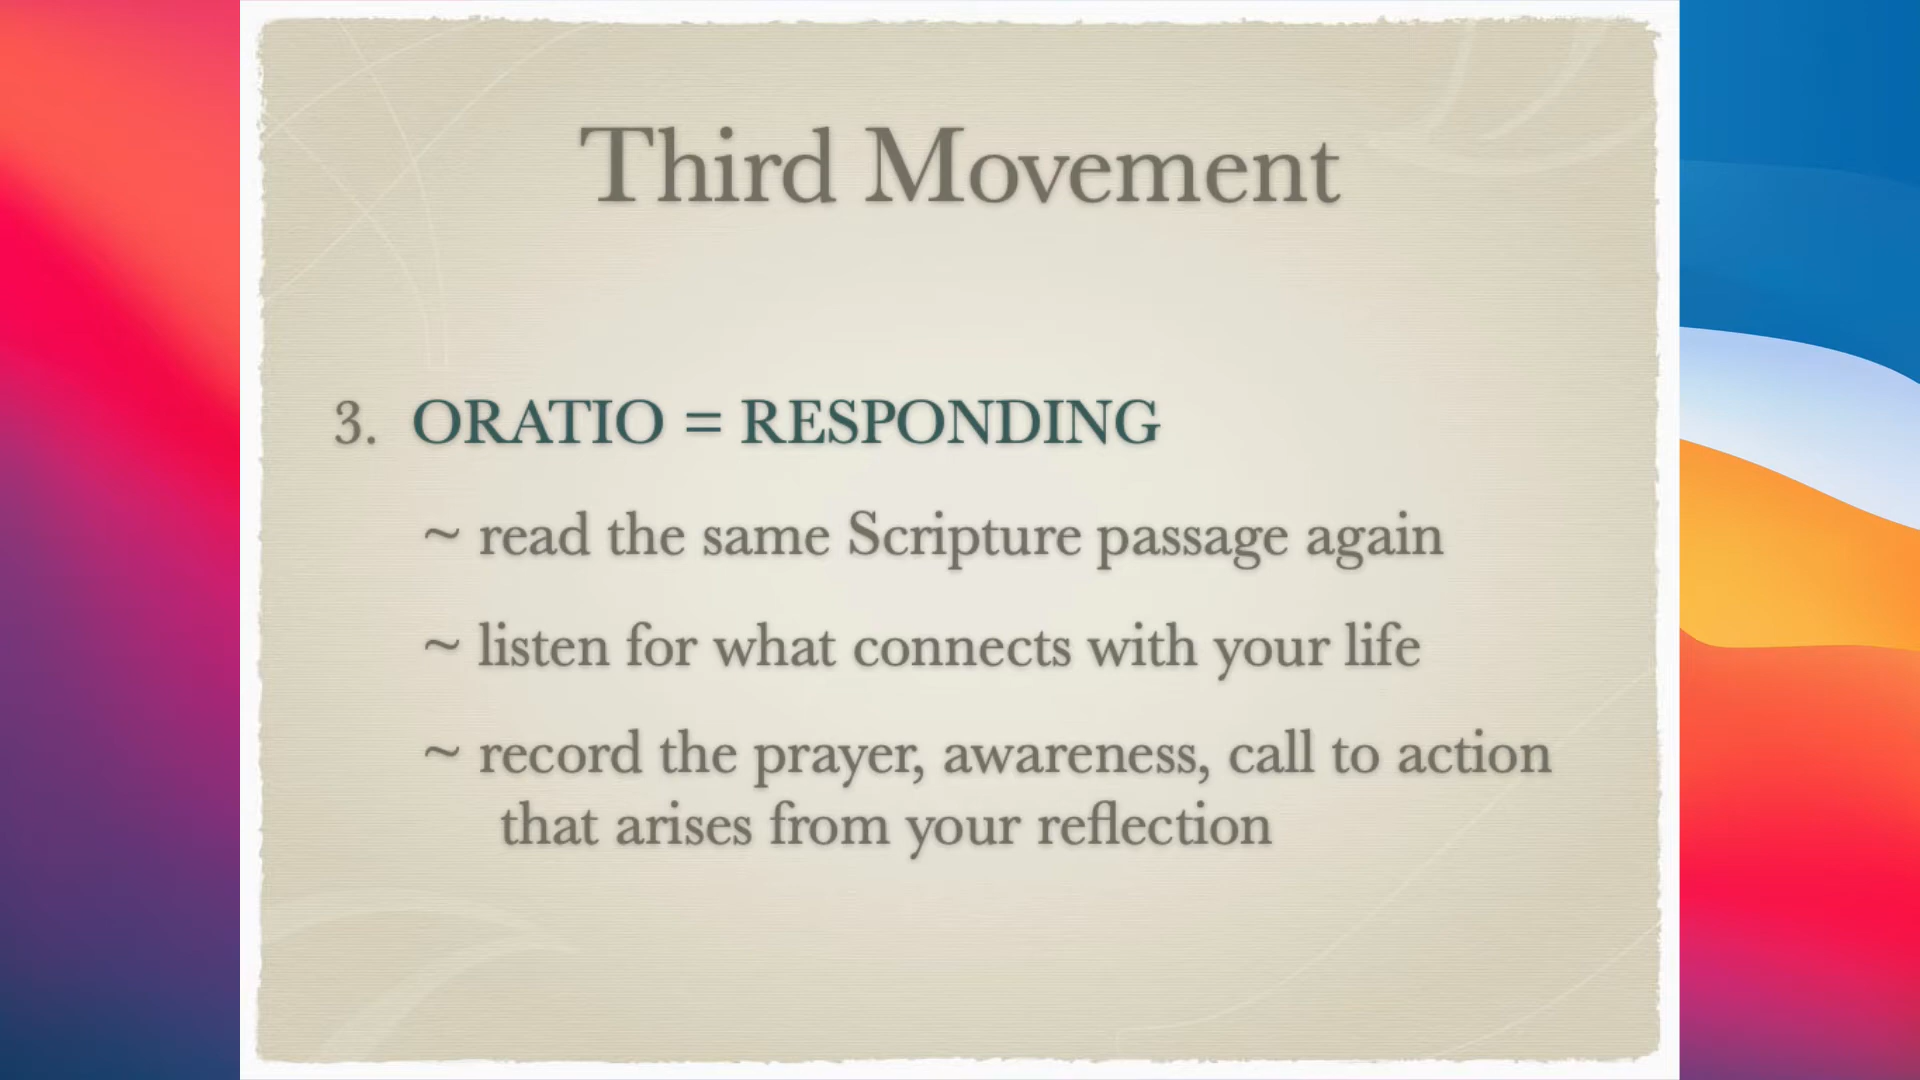 Third Movement
3. ORATIO = RESPONDING
~ read the same Scripture passage again
~ listen for what connects with your life
~ record the prayer, awareness, call to action
that arises from your reflection